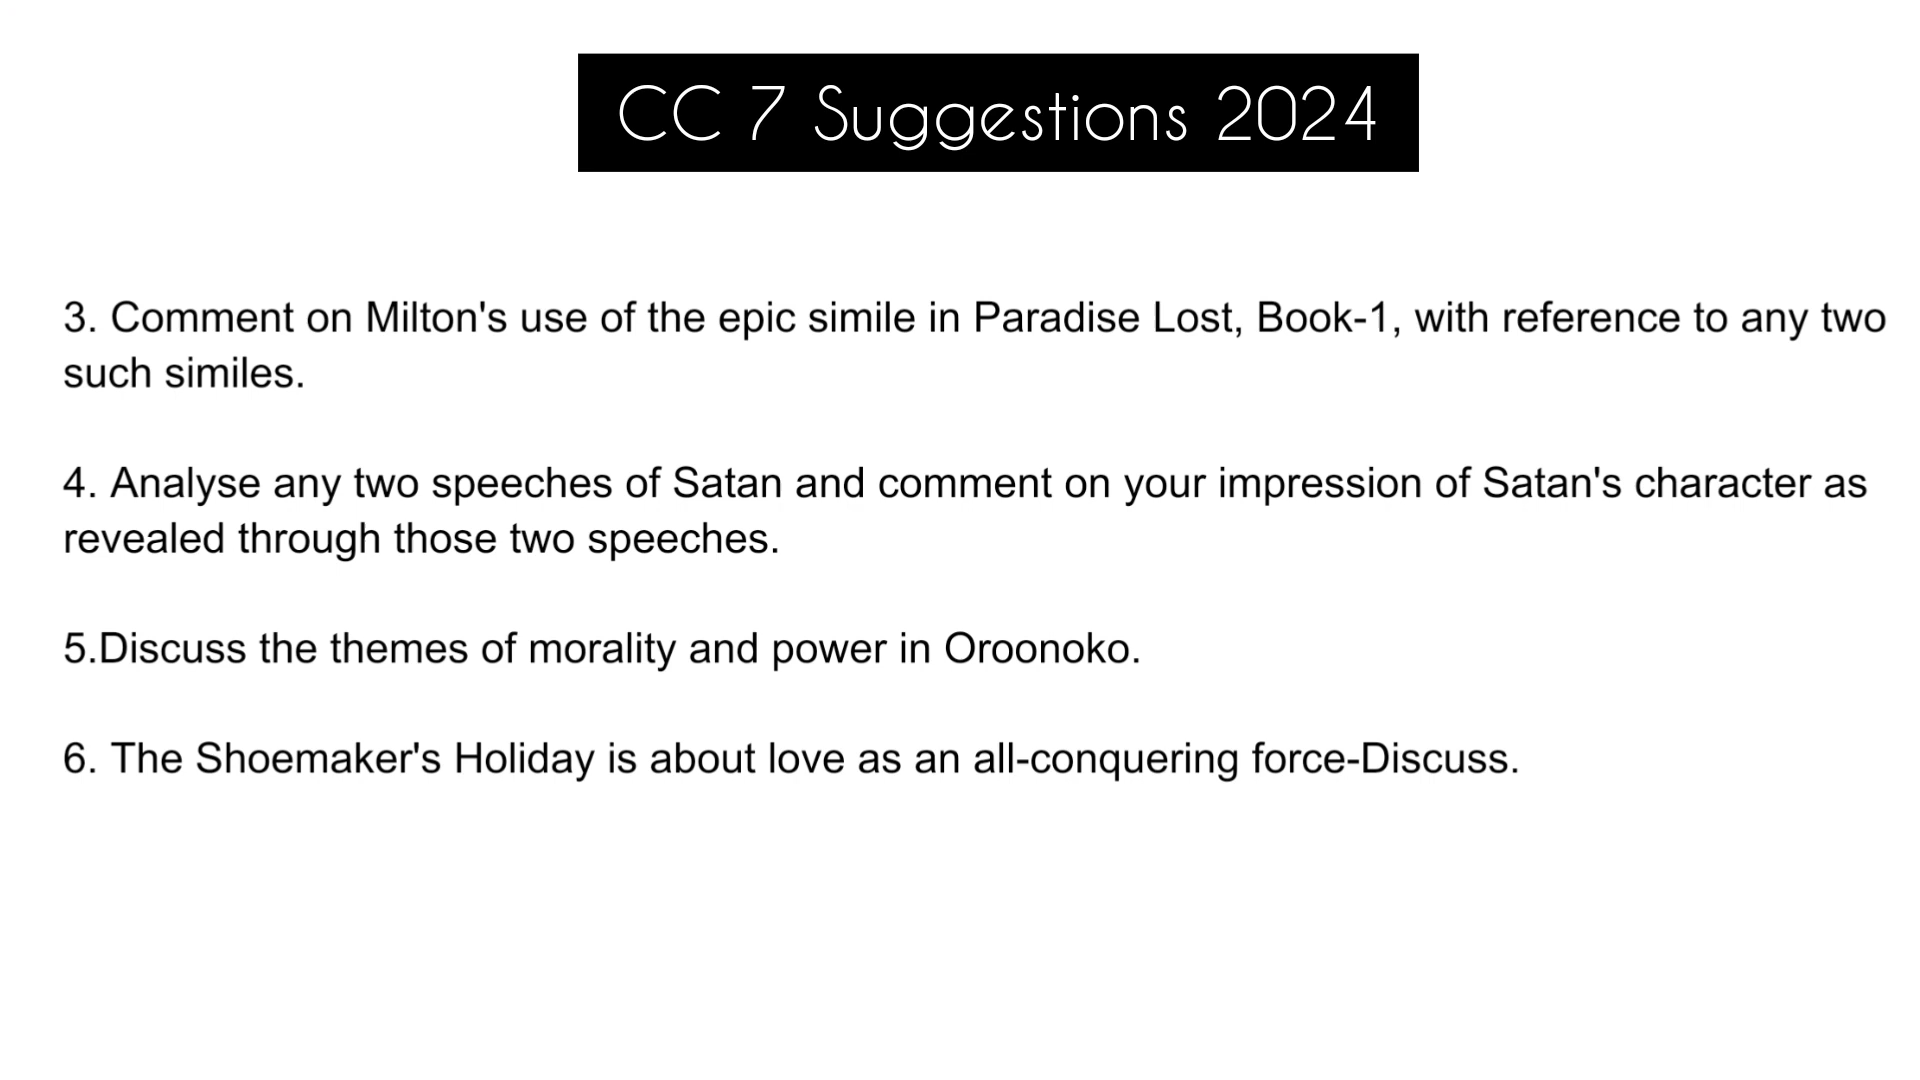 CC 7 Suggestions 2024
3. Comment on Milton's use of the epic simile in Paradise Lost, Book-1, with reference to any two
such similes.
4. Analyse any two speeches of Satan and comment on your impression of Satan's character as
revealed through those two speeches.
5.Discuss the themes of morality and power in Oroonoko.
6. The Shoemaker's Holiday is about love as an all-conquering force-Discuss.